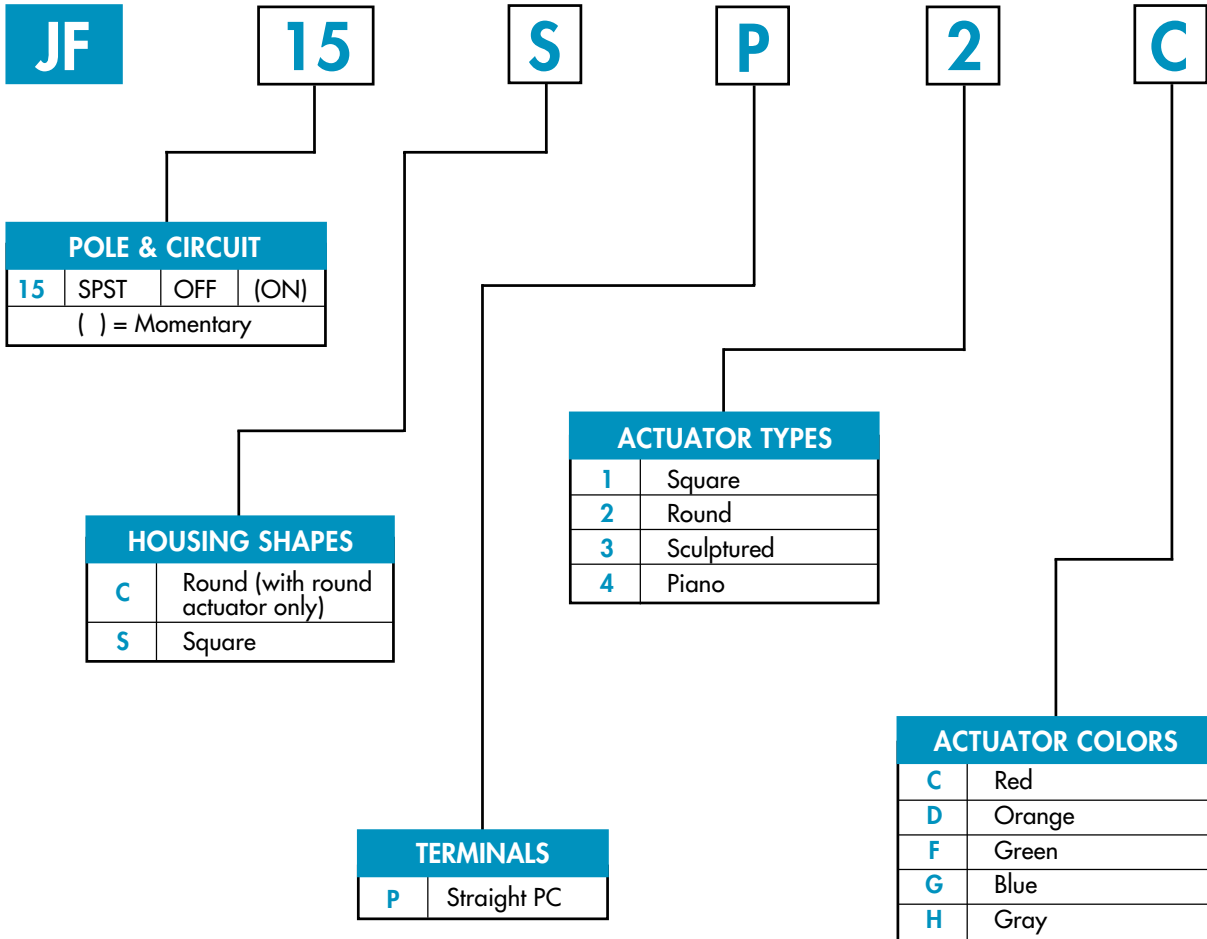 JF 15 S P 2 C
POLE & CIRCUIT
15 SPST OFF (ON)
( ) = Momentary
HOUSING SHAPES
C Round (with round
actuator only)
S Square
TERMINALS
P Straight PC
ACTUATOR TYPES
1 Square
2 Round
3 Sculptured
4 Piano
ACTUATOR COLORS
C Red
D Orange
F Green
G Blue
H Gray